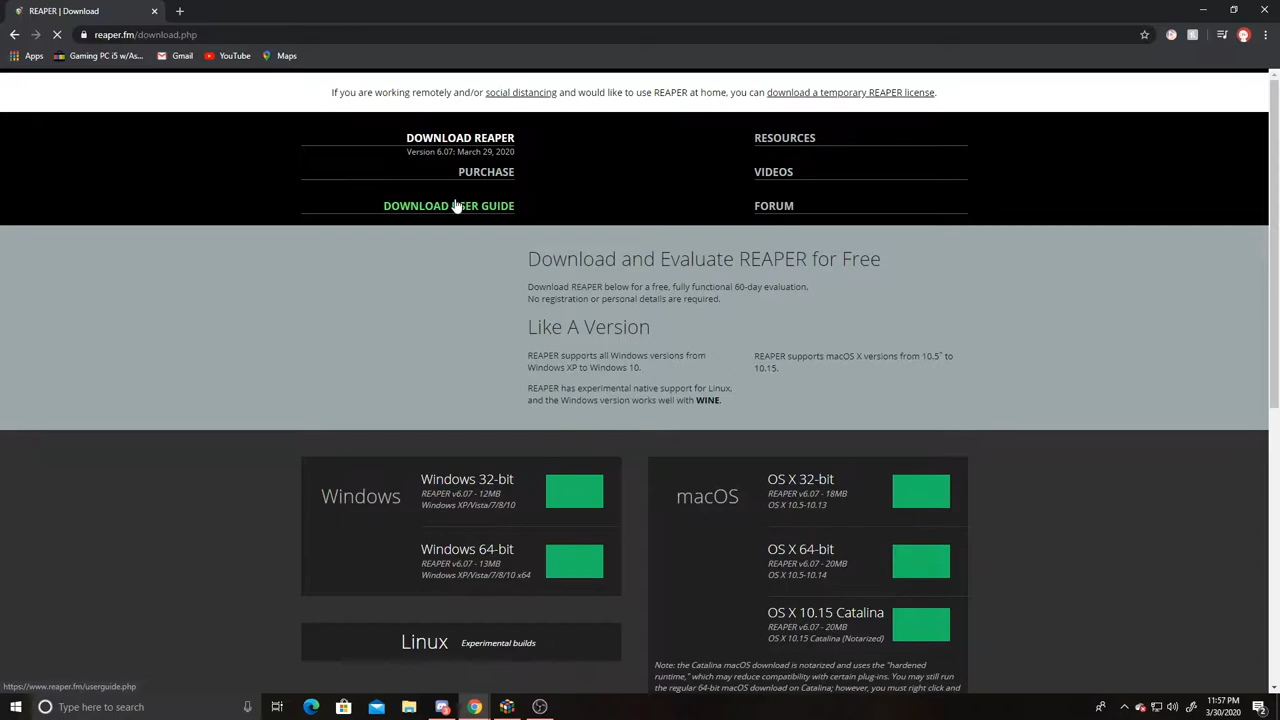 REAPER | Download
reaper.fm/download.php
Apps
Gaming PC i5 w/As...
Gmail
YouTube
Maps
If you are working remotely and/or social distancing and would like to use REAPER at home, you can download a temporary REAPER license.
DOWNLOAD REAPER
Version 6.07: March 29, 2020
PURCHASE
DOWNLOAD USER GUIDE
RESOURCES
VIDEOS
FORUM
Download and Evaluate REAPER for Free
Download REAPER below for a free, fully functional 60-day evaluation.
No registration or personal details are required.
Like A Version
REAPER supports all Windows versions from
Windows XP to Windows 10.
REAPER has experimental native support for Linux,
and the Windows version works well with WINE.
REAPER supports macOS X versions from 10.5* to
10.15.
Windows
Windows 32-bit
REAPER v6.07 - 12MB
Windows XP/Vista/7/8/10
Windows 64-bit
REAPER v6.07 - 13MB
Windows XP/Vista/7/8/10 x64
Linux Experimental builds
macOS
OS X 32-bit
REAPER v6.07 - 18MB
OS X 10.5-10.13
OS X 64-bit
REAPER v6.07 - 20MB
OS X 10.5-10.14
OS X 10.15 Catalina
REAPER v6.07 - 20MB
OS X 10.15 Catalina (Notarized)
Note: the Catalina macOS download is notarized and uses the "hardened
runtime," which may reduce compatibility with certain plug-ins. You may still run
the regular 64-bit macOS download on Catalina; however, you must right click and
https://www.reaper.fm/userguide.php
Type here to search
11:57 PM
3/30/2020